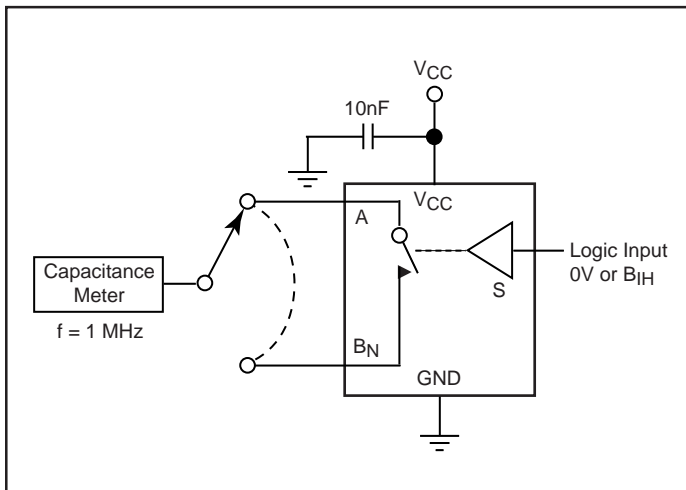 VCC
10nF
VCC
A
Capacitance
Meter
f = 1 MHz
S
Logic Input
0V or BIH
BN
GND